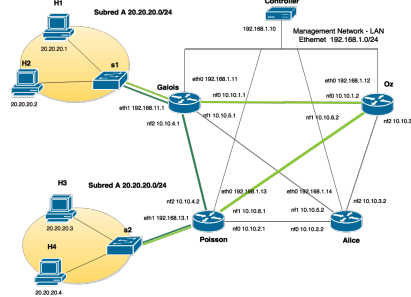 H1
Subred A 20.20.20.0/24
Controller
192.168.1.10
Management Network - LAN
Ethernet 192.168.1.0/24
20.20.20.1
s1
H2
Galois
eth0 192.168.1.11
eth0 192.168.1.12
Oz
20.20.20.2
eth1 192.168.11.1
nf0 10.10.1.1
nf0 10.10.1.2
nf1 10.10.5.1
nf1 10.10.6.2
nf2 10.10.4.1
nf2 10.10.3.
H3
Subred A 20.20.20.0/24
eth0 192.168.1.13
eth0 192.168.1.14
20.20.20.3
nf2 10.10.4.2
nf2 10.10.3.2
s2
eth1 192.168.13.1
nf1 10.10.6.1
nf1 10.10.5.2
H4
nf0 10.10.2.1
nf0 10.10.2.2
Poisson
Alice
20.20.20.4